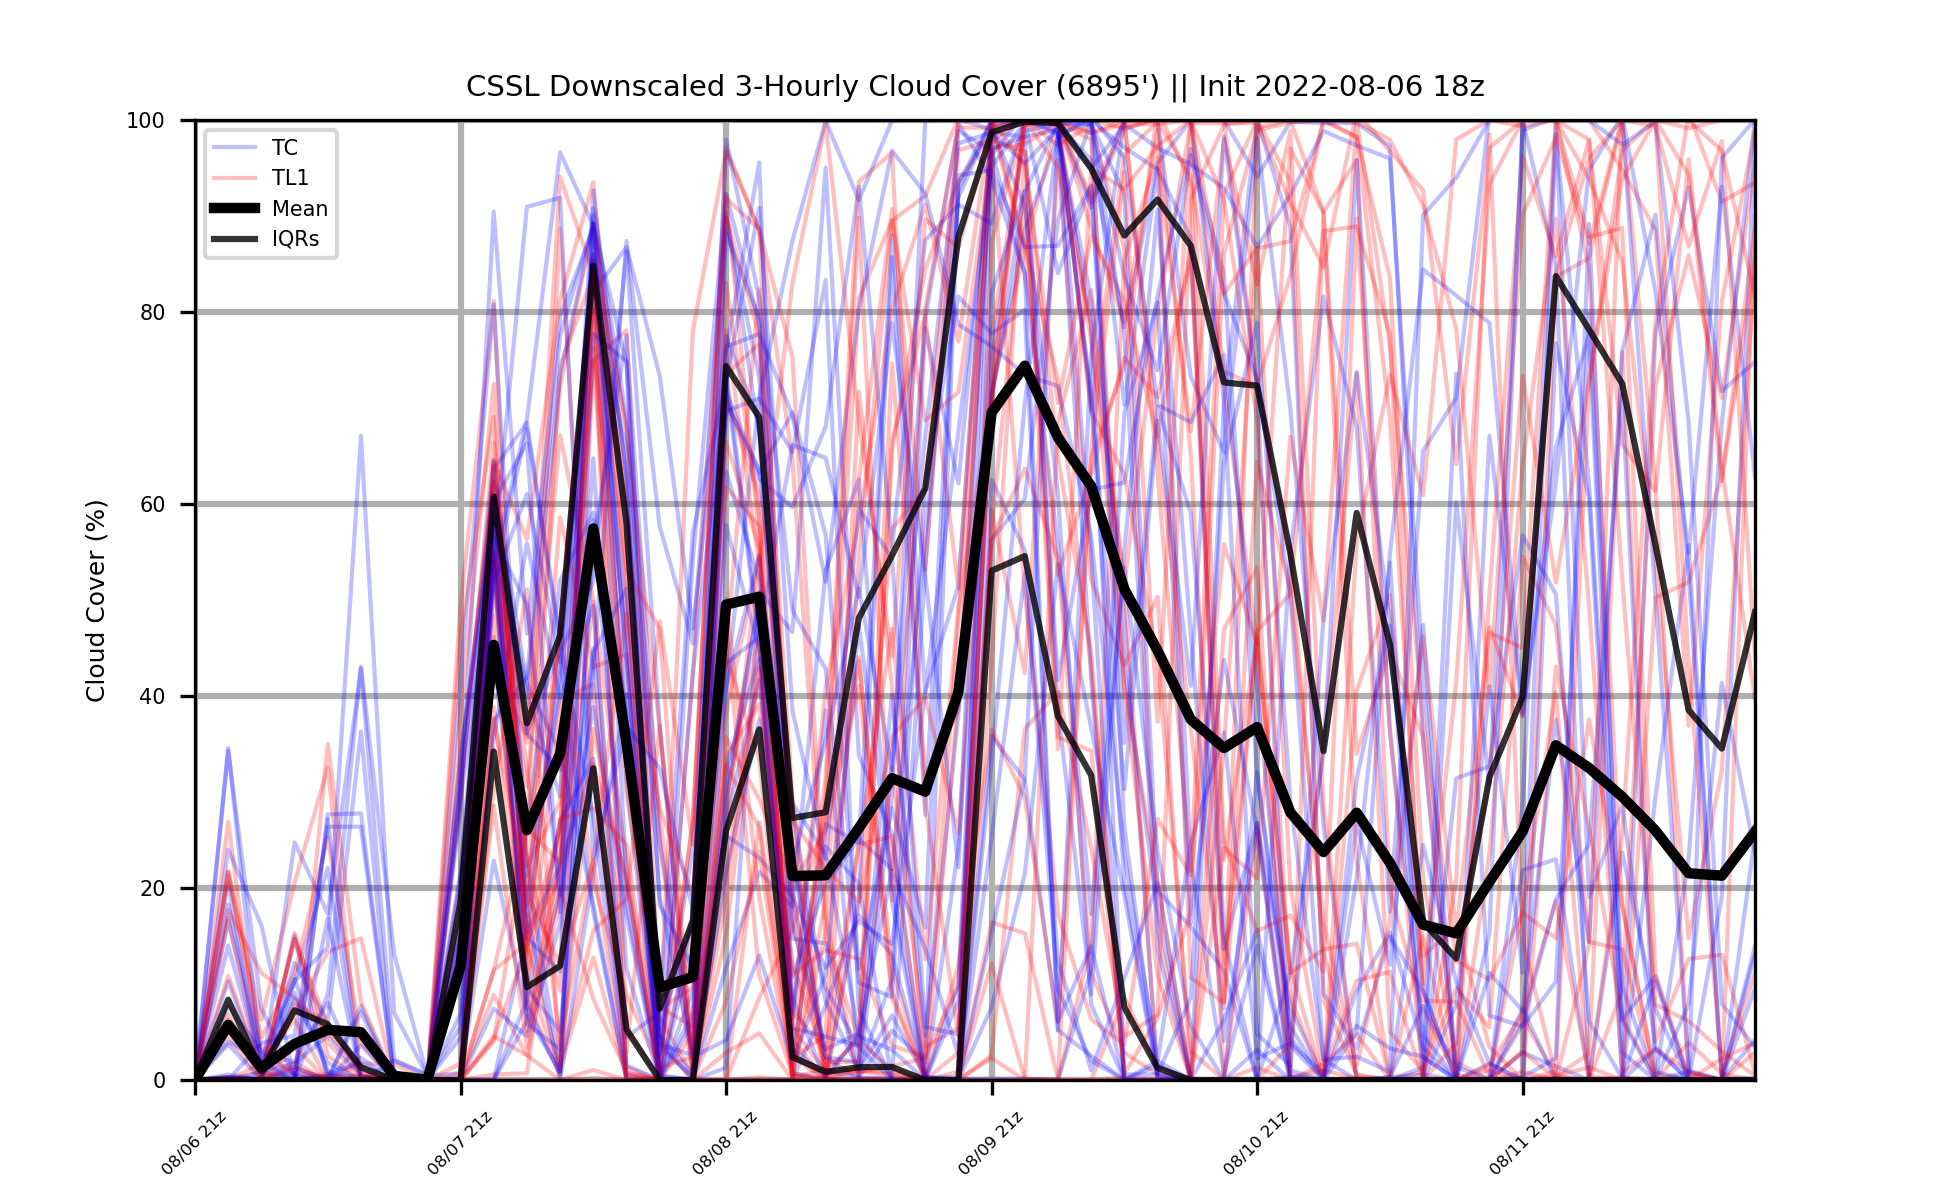 CSSL Downscaled 3-Hourly Cloud Cover (6895') || Init 2022-08-06 18z
TC
TL1
Mean
IQRs
Cloud Cover (%)
100
80
60
40
20
0
08/06 21z
08/07 21z
08/08 21z
08/09 21z
08/10 21z
08/11 21z